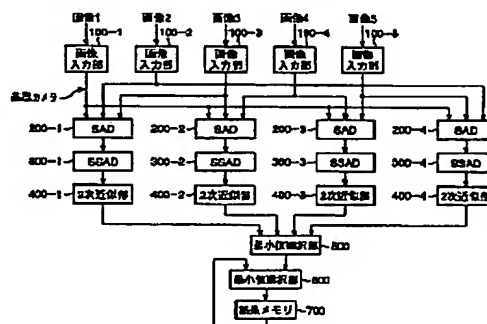 画像1 画像2 画像3 画像4 画像5
100-1 100-2 100-3 100-4 100-5
画像入力部 画像入力部 画像入力部 画像入力部 画像入力部
基準カメラ
200-1 SAD 200-2 SAD 200-3 SAD 200-4 SAD
300-1 SSAD 300-2 SSAD 300-3 SSAD 300-4 SSAD
400-1 2次近似部 400-2 2次近似部 400-3 2次近似部 400-4 2次近似部
最小値選択部
最小値選択部 600
結果メモリ 700